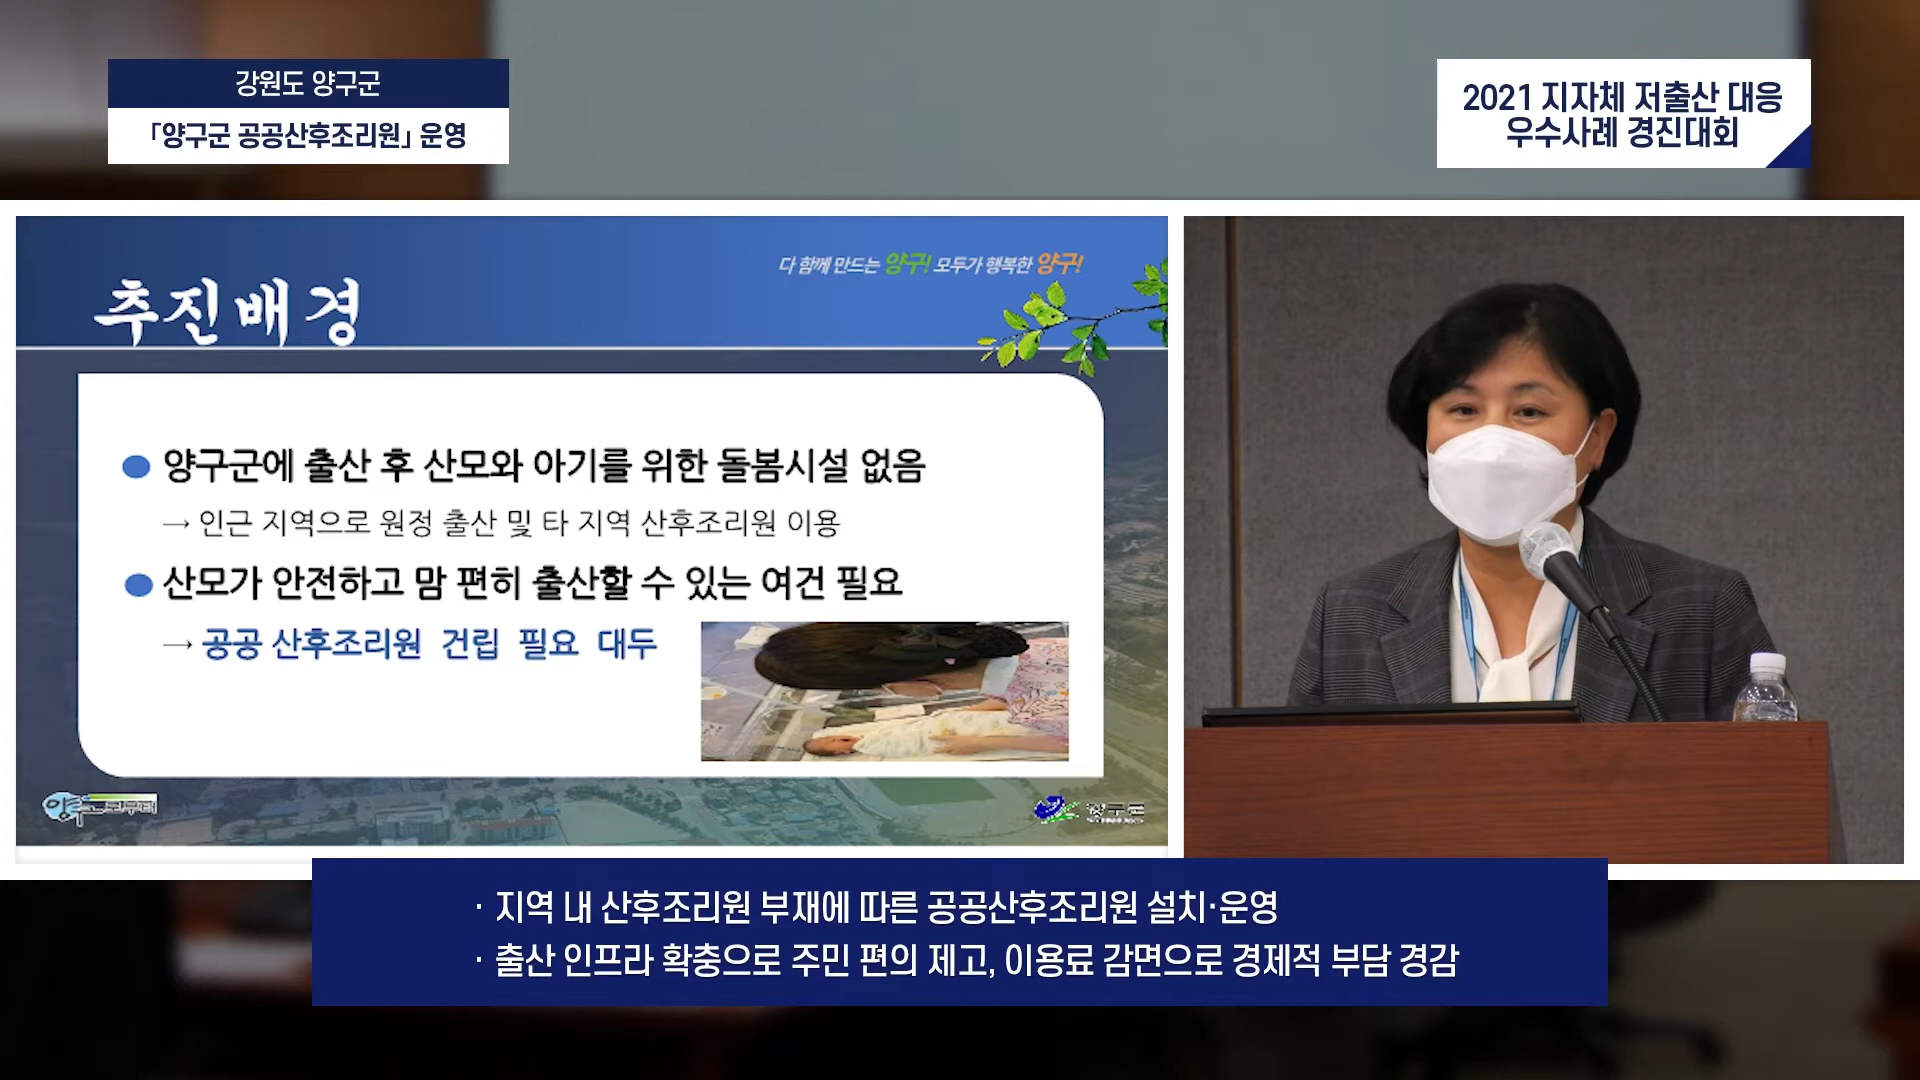 강원도 양구군
「양구군 공공산후조리원」 운영
2021 지자체 저출산 대응
우수사례 경진대회
다 함께 만드는 양구! 모두가 행복한 양구!
추진배경
● 양구군에 출산 후 산모와 아기를 위한 돌봄시설 없음
→ 인근 지역으로 원정 출산 및 타 지역 산후조리원 이용
● 산모가 안전하고 맘 편히 출산할 수 있는 여건 필요
→ 공공 산후조리원 건립 필요 대두
양구군
· 지역 내 산후조리원 부재에 따른 공공산후조리원 설치·운영
· 출산 인프라 확충으로 주민 편의 제고, 이용료 감면으로 경제적 부담 경감